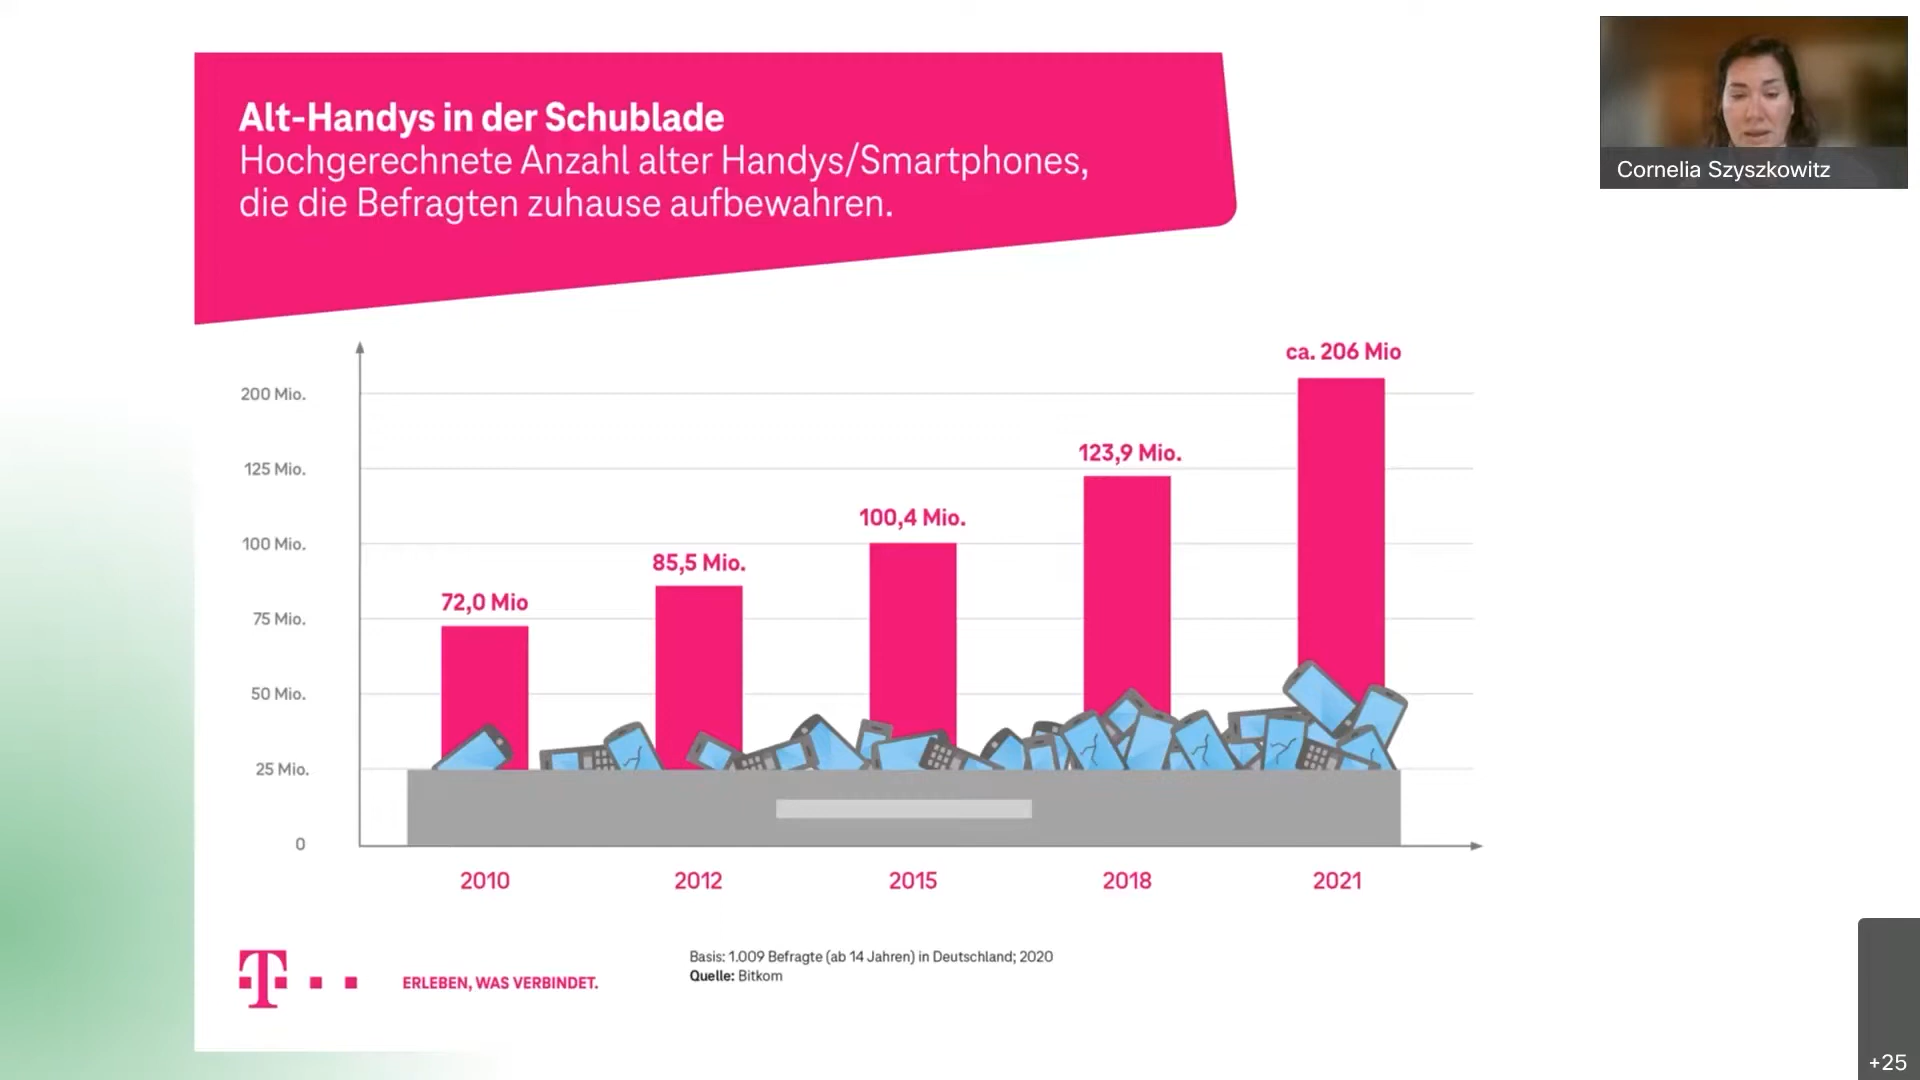 Alt-Handys in der Schublade
Hochgerechnete Anzahl alter Handys/Smartphones,
die die Befragten zuhause aufbewahren.
Cornelia Szyszkowitz
ca. 206 Mio
200 Mio.
123,9 Mio.
125 Mio.
100,4 Mio.
100 Mio.
85,5 Mio.
72,0 Mio
75 Mio.
50 Mio.
25 Mio.
0
2010
2012
2015
2018
2021
T
ERLEBEN, WAS VERBINDET.
Basis: 1.009 Befragte (ab 14 Jahren) in Deutschland; 2020
Quelle: Bitkom
+25